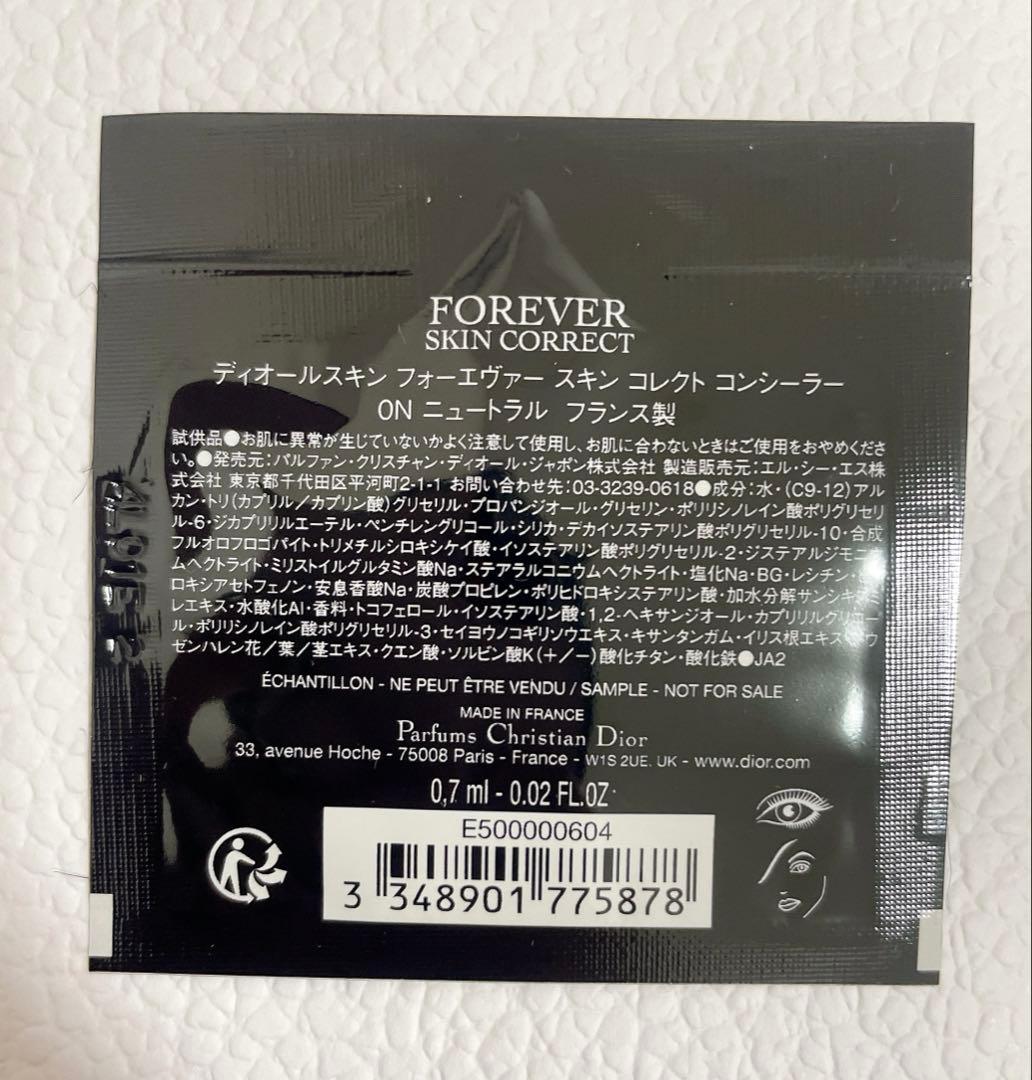 FOREVER
SKIN CORRECT
ディオールスキン フォーエヴァー スキン コレクト コンシーラー
0N ニュートラル フランス製
試供品●お肌に異常が生じていないかよく注意して使用し、お肌に合わないときはご使用をおやめくださ
い。●発売元:パルファン・クリスチャン・ディオール・ジャポン株式会社 製造販売元:エル・シー・エス株
式会社 東京都千代田区平河町2-1-1 お問い合わせ先:03-3239-0618●成分:水・(C9-12)アル
カン・トリ(カプリル/カプリン酸)グリセリル・プロパンジオール・グリセリン・ポリリシノレイン酸ポリグリセリ
ル-6・ジカプリリルエーテル・ペンチレングリコール・シリカ・デカイソステアリン酸ポリグリセリル-10・合成
フルオロフロゴパイト・トリメチルシロキシケイ酸・イソステアリン酸ポリグリセリル-2・ジステアルジモニ
ムヘクトライト・ミリストイルグルタミン酸Na・ステアラルコニウムヘクトライト・塩化Na・BG・レシチン・
ロキシアセトフェノン・安息香酸Na・炭酸プロピレン・ポリヒドロキシステアリン酸・加水分解サンシキ
レエキス・水酸化Al・香料・トコフェロール・イソステアリン酸・1,2-ヘキサンジオール・カプリリルグリコー
ル・ポリリシノレイン酸ポリグリセリル-3・セイヨウノコギリソウエキス・キサンタンガム・イリス根エキス
ゼンハレン花/葉/茎エキス・クエン酸・ソルビン酸K(+/-)酸化チタン・酸化鉄●JA2
ÉCHANTILLON - NE PEUT ÊTRE VENDU / SAMPLE - NOT FOR SALE
MADE IN FRANCE
Parfums Christian Dior
33, avenue Hoche - 75008 Paris - France - W1S 2UE. UK - www.dior.com
0,7 ml - 0.02 FL.OZ
E500000604
3 348901 775878